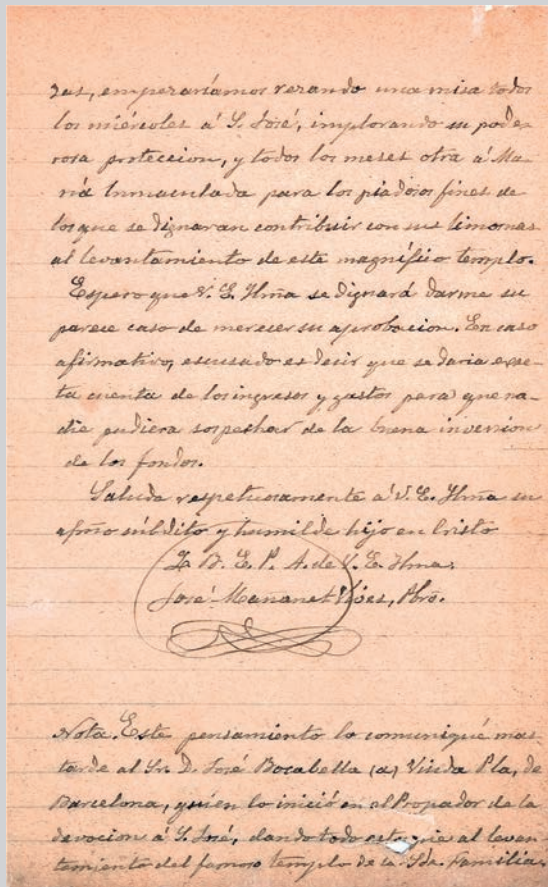 zas, empezaríamos rezando una misa todos
los miércoles á S. José, implorando su pode-
rosa proteccion, y todos los meses otra á Ma-
ría Inmaculada para los piadosos fines de
los que se dignaran contribuir con sus limosnas
al levantamiento de este magnífico templo.
Espero que V. E. Ilma se dignará darme su
parecer caso de merecer su aprobacion. En caso
afirmativo, escusado es decir que se daria exac-
ta cuenta de los ingresos y gastos para que na-
die pudiera sospechar de la buena inversion
de los fondos.
Saluda respetuosamente á V. E. Ilma su
afmo súbdito y humilde hijo en Cristo
Q. B. E. P. A. de V. E. Ilma.
José Mañanet Vives, Pbro.
Nota. Este pensamiento lo comuniqué mas
tarde al Sr. D. José Bocabella (a) Viuda Pla, de
Barcelona, quien lo inició en el Propador de la
devocion á S. José, dando todo esto pie al levan-
tamiento del famoso templo de la Sda. Familia.